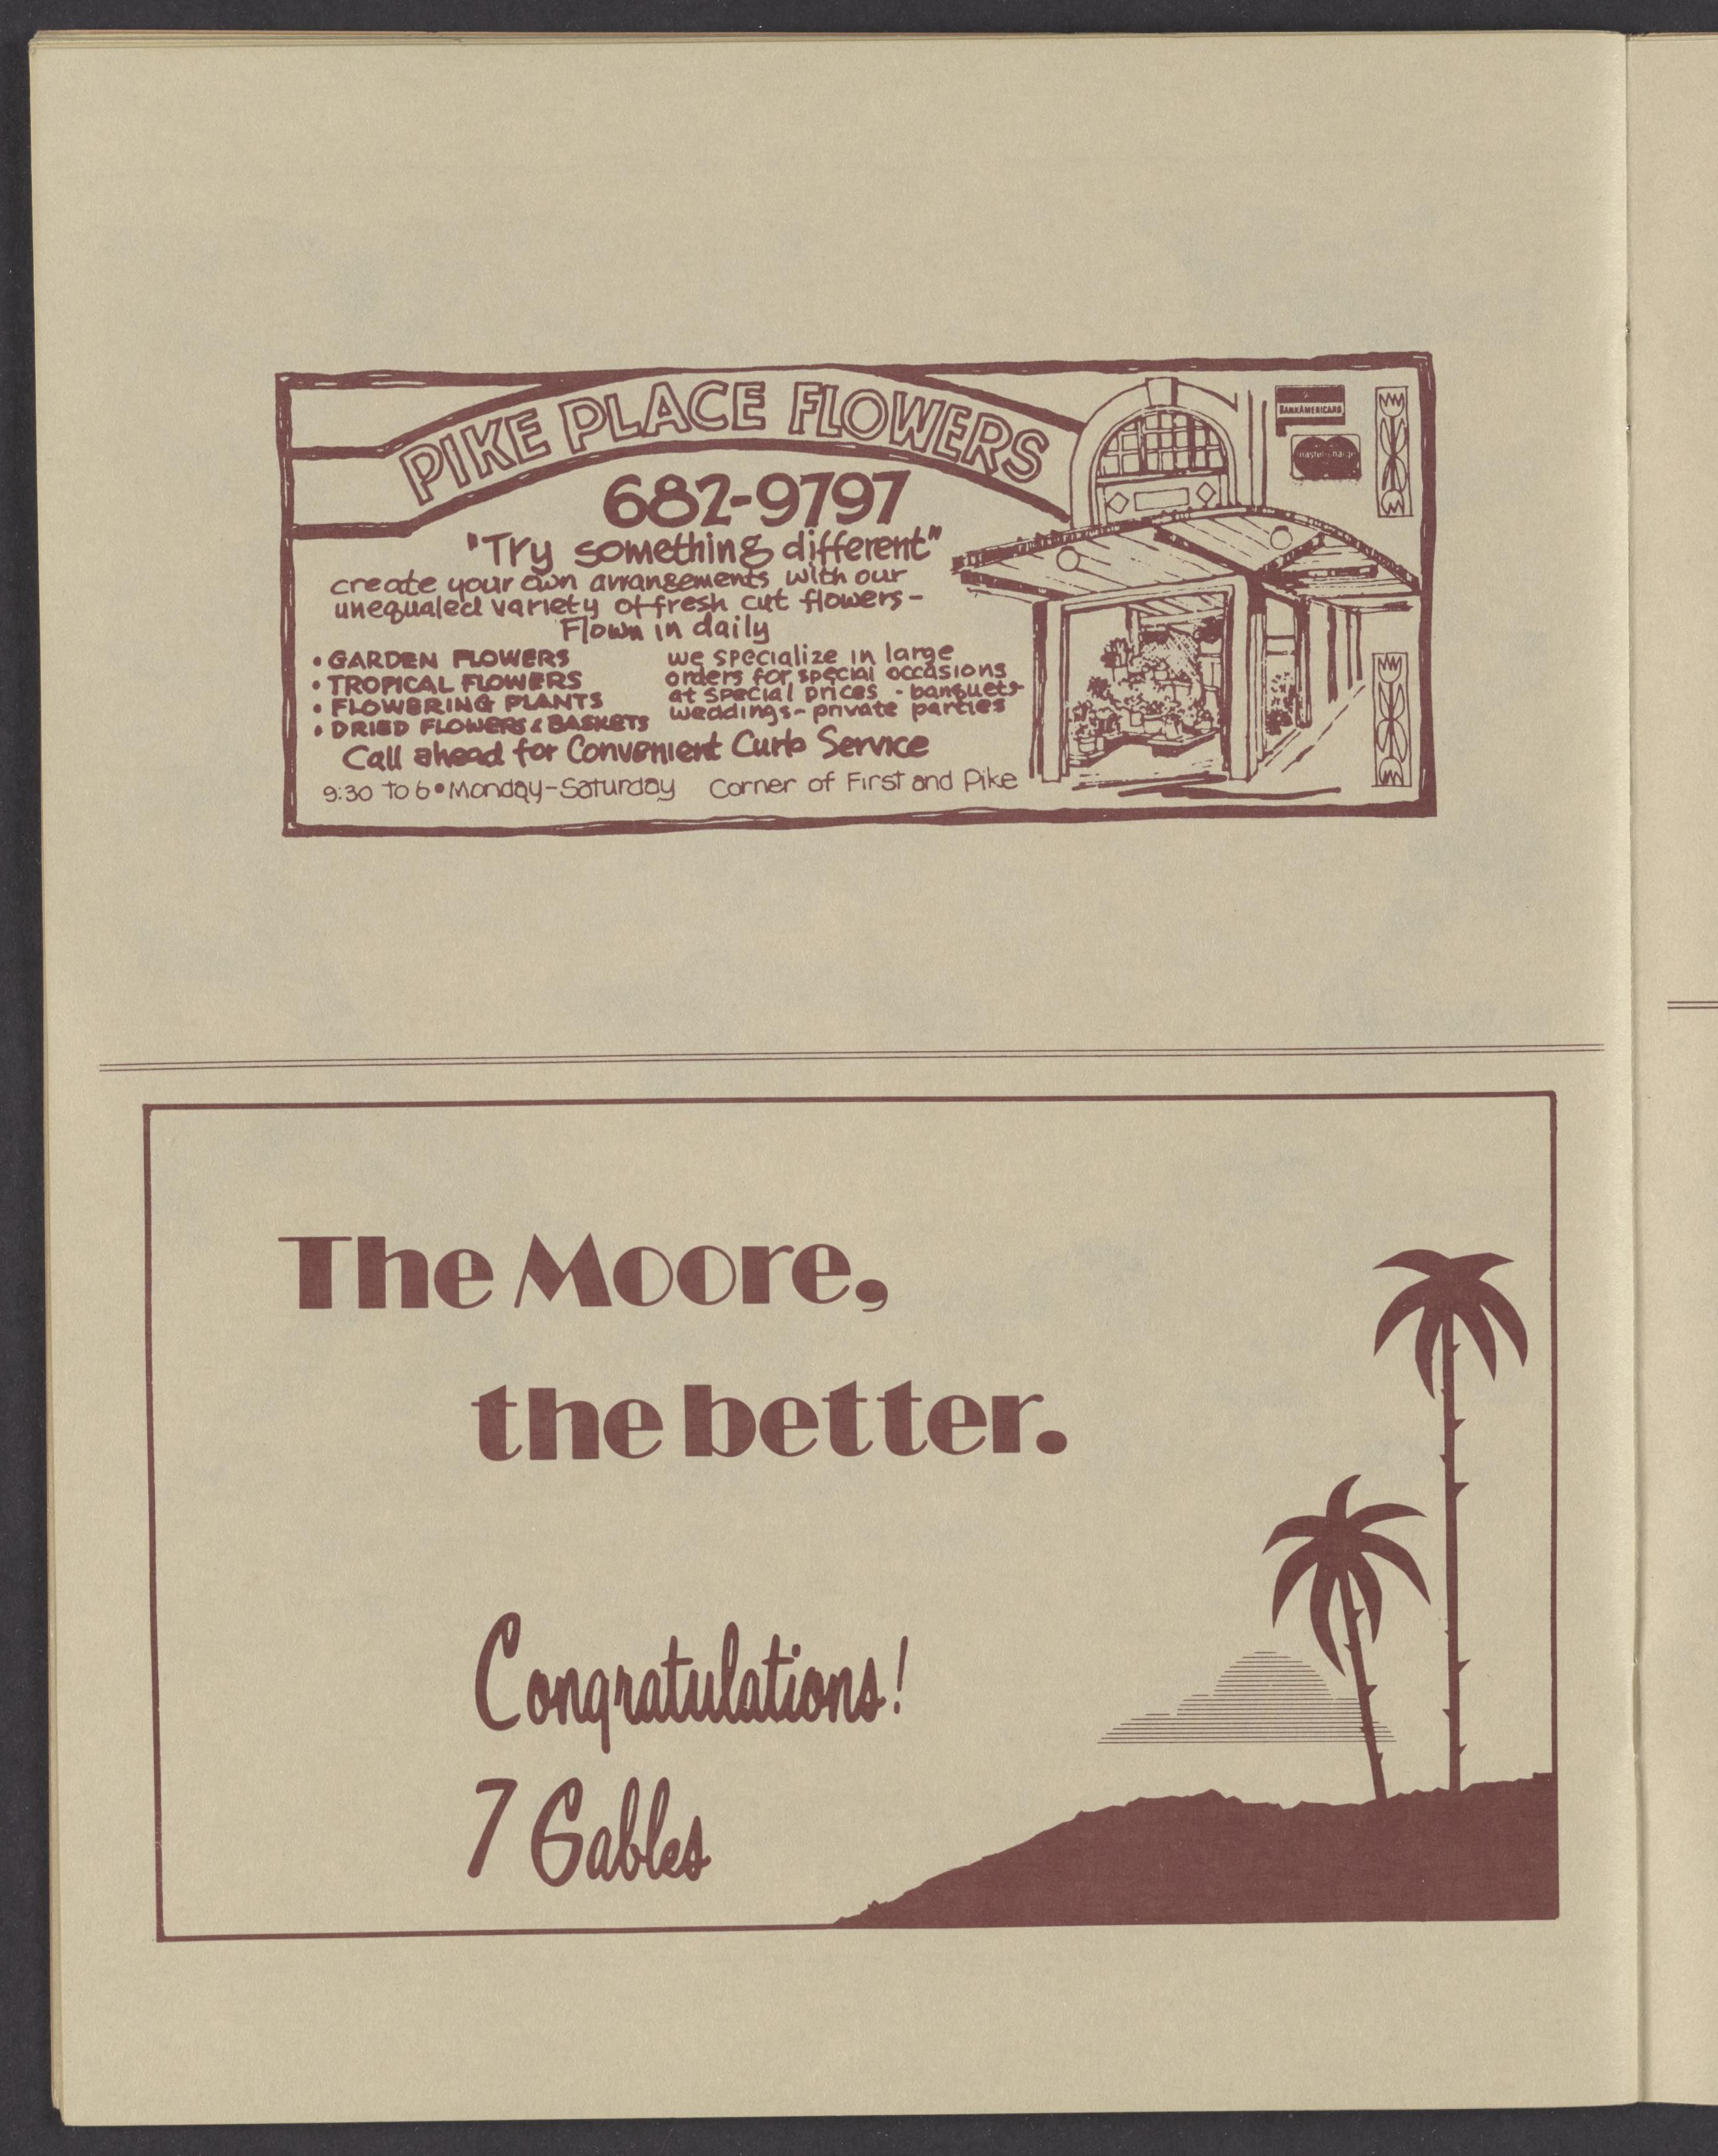 PIKE PLACE FLOWERS
BANKAMERICARD
master charge
682-9797
"Try something different"
create your own arrangements with our
unequaled variety of fresh cut flowers-
Flown in daily
• GARDEN FLOWERS
• TROPICAL FLOWERS
• FLOWERING PLANTS
• DRIED FLOWERS & BASKETS
we specialize in large
orders for special occasions
at special prices - banquets-
weddings - private parties
Call ahead for Convenient Curb Service
9:30 to 6 • Monday-Saturday Corner of First and Pike
The Moore,
the better.
Congratulations!
7 Gables